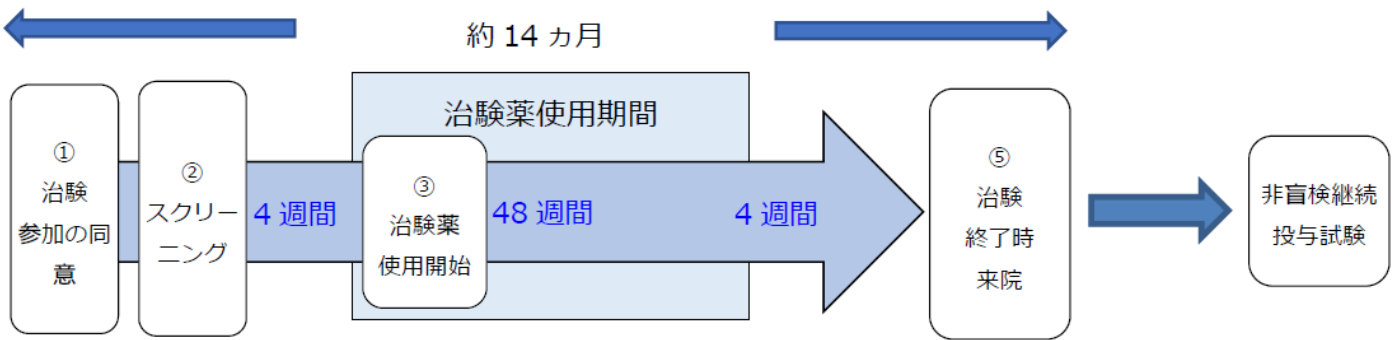 約 14 ヵ月
治験薬使用期間
①
治験
参加の同
意
②
スクリー
ニング
4 週間
③
治験薬
使用開始
48 週間
4 週間
⑤
治験
終了時
来院
非盲検継続
投与試験